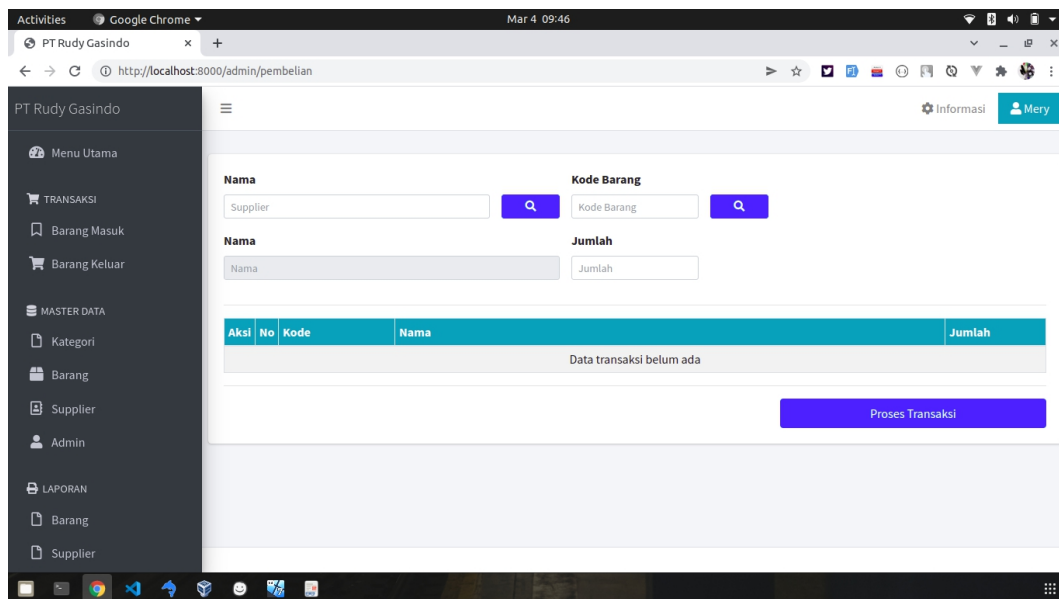 Activities Google Chrome Mar 4 09:46
PT Rudy Gasindo
http://localhost:8000/admin/pembelian
PT Rudy Gasindo
Informasi Mery
Menu Utama
TRANSAKSI
Barang Masuk
Barang Keluar
MASTER DATA
Kategori
Barang
Supplier
Admin
LAPORAN
Barang
Supplier
Nama Kode Barang
Supplier Kode Barang
Nama Jumlah
Nama Jumlah
Aksi No Kode Nama Jumlah
Data transaksi belum ada
Proses Transaksi